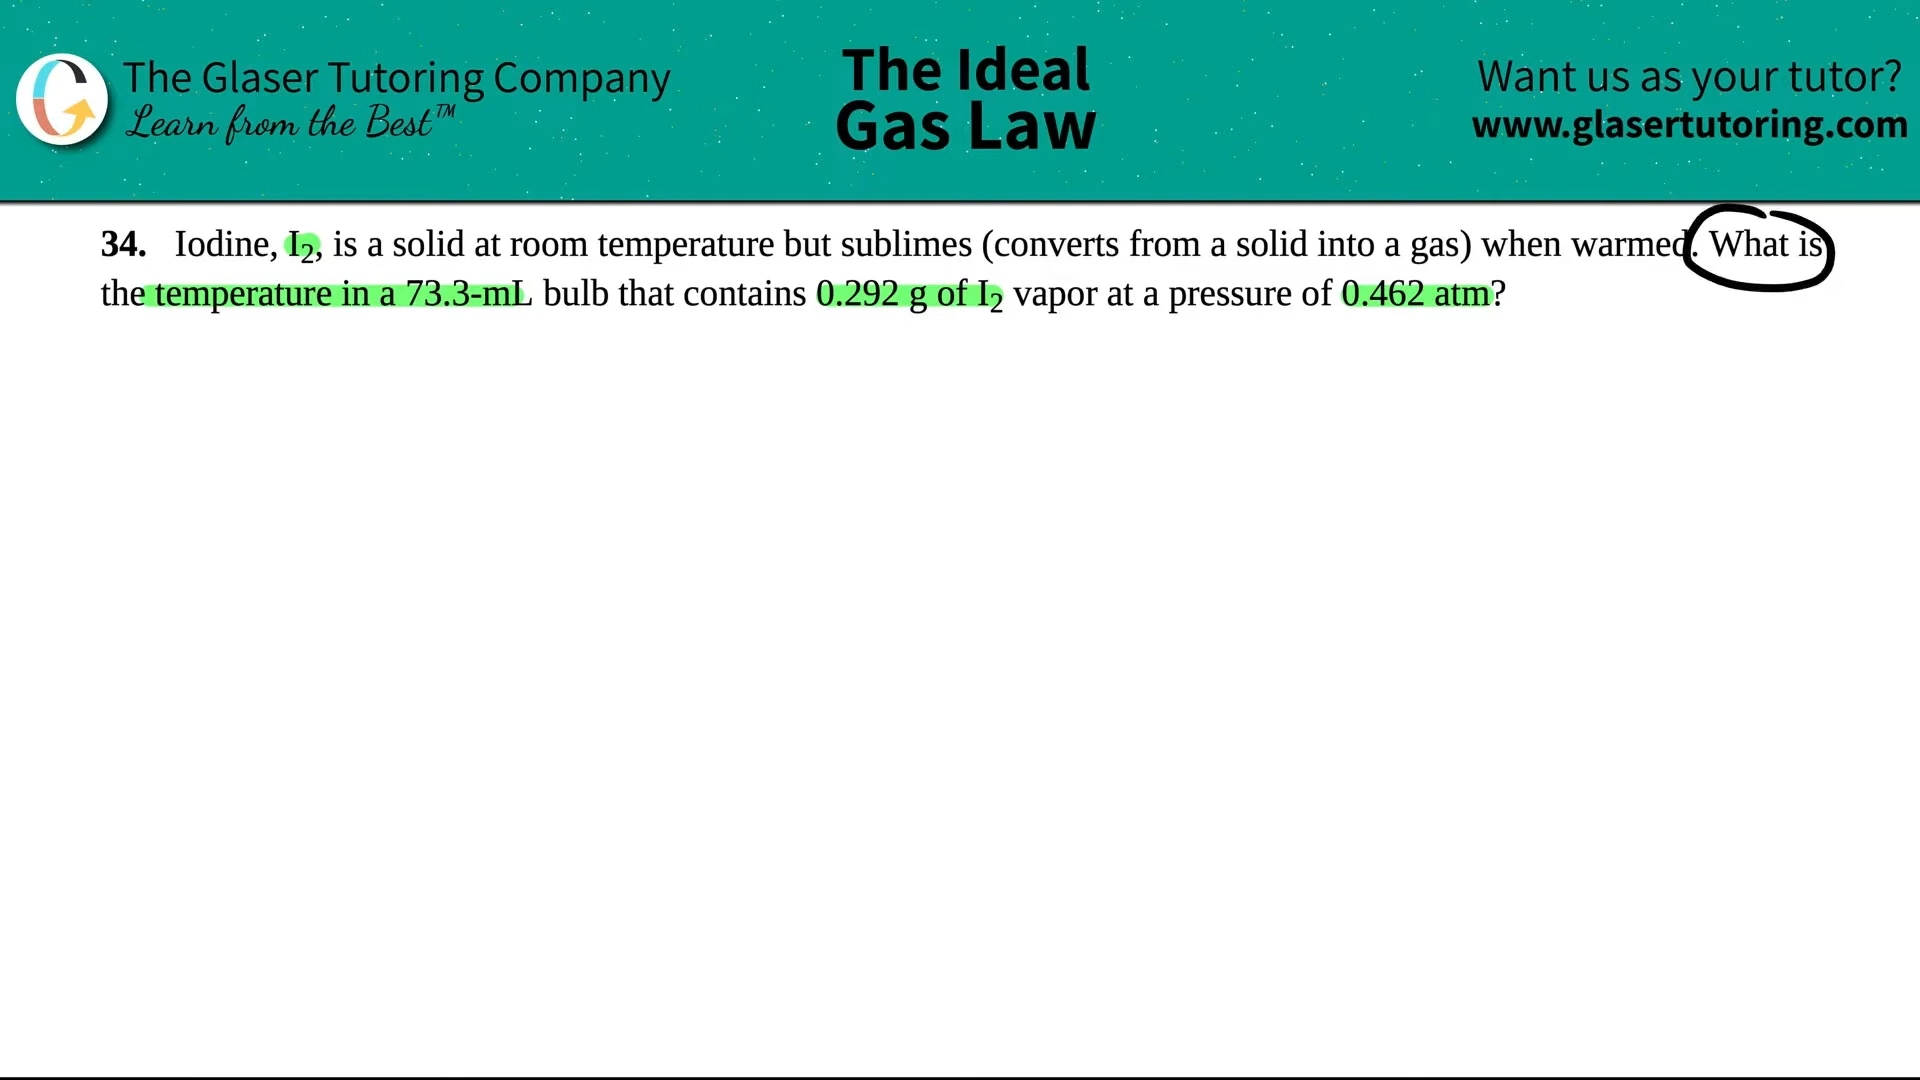 The Glaser Tutoring Company
Learn from the Best™
The Ideal
Gas Law
Want us as your tutor?
www.glasertutoring.com
34. Iodine, I₂, is a solid at room temperature but sublimes (converts from a solid into a gas) when warmed. What is
the temperature in a 73.3-mL bulb that contains 0.292 g of I₂ vapor at a pressure of 0.462 atm?